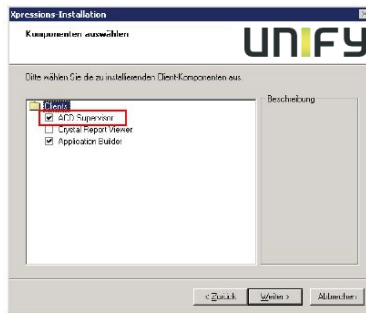 Xpressions-Installation
Komponenten auswählen
UNIFY
Bitte wählen Sie die zu installierenden Client-Komponenten aus.
Beschreibung
Clients
ACD Supervisor
Crystal Report Viewer
Application Builder
< Zurück
Weiter >
Abbrechen